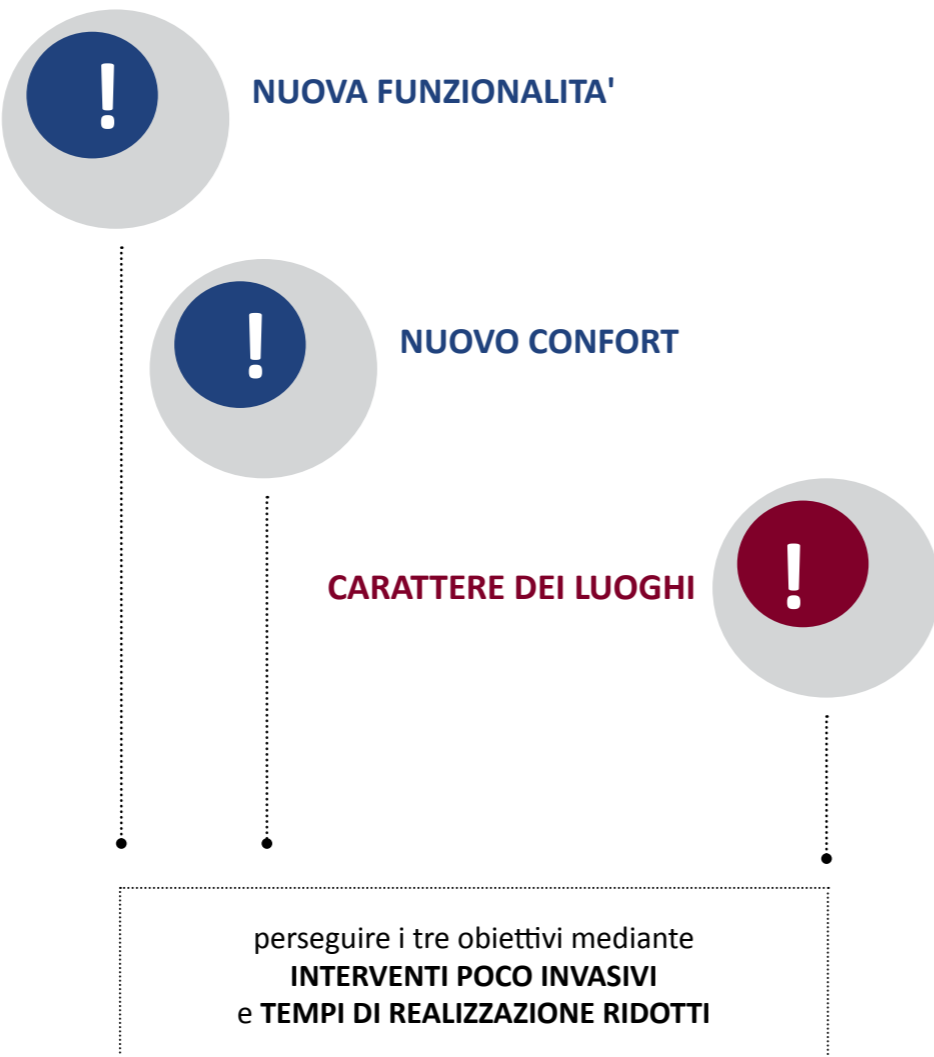 !
NUOVA FUNZIONALITA'
!
NUOVO CONFORT
CARATTERE DEI LUOGHI
!
perseguire i tre obiettivi mediante
INTERVENTI POCO INVASIVI
e TEMPI DI REALIZZAZIONE RIDOTTI